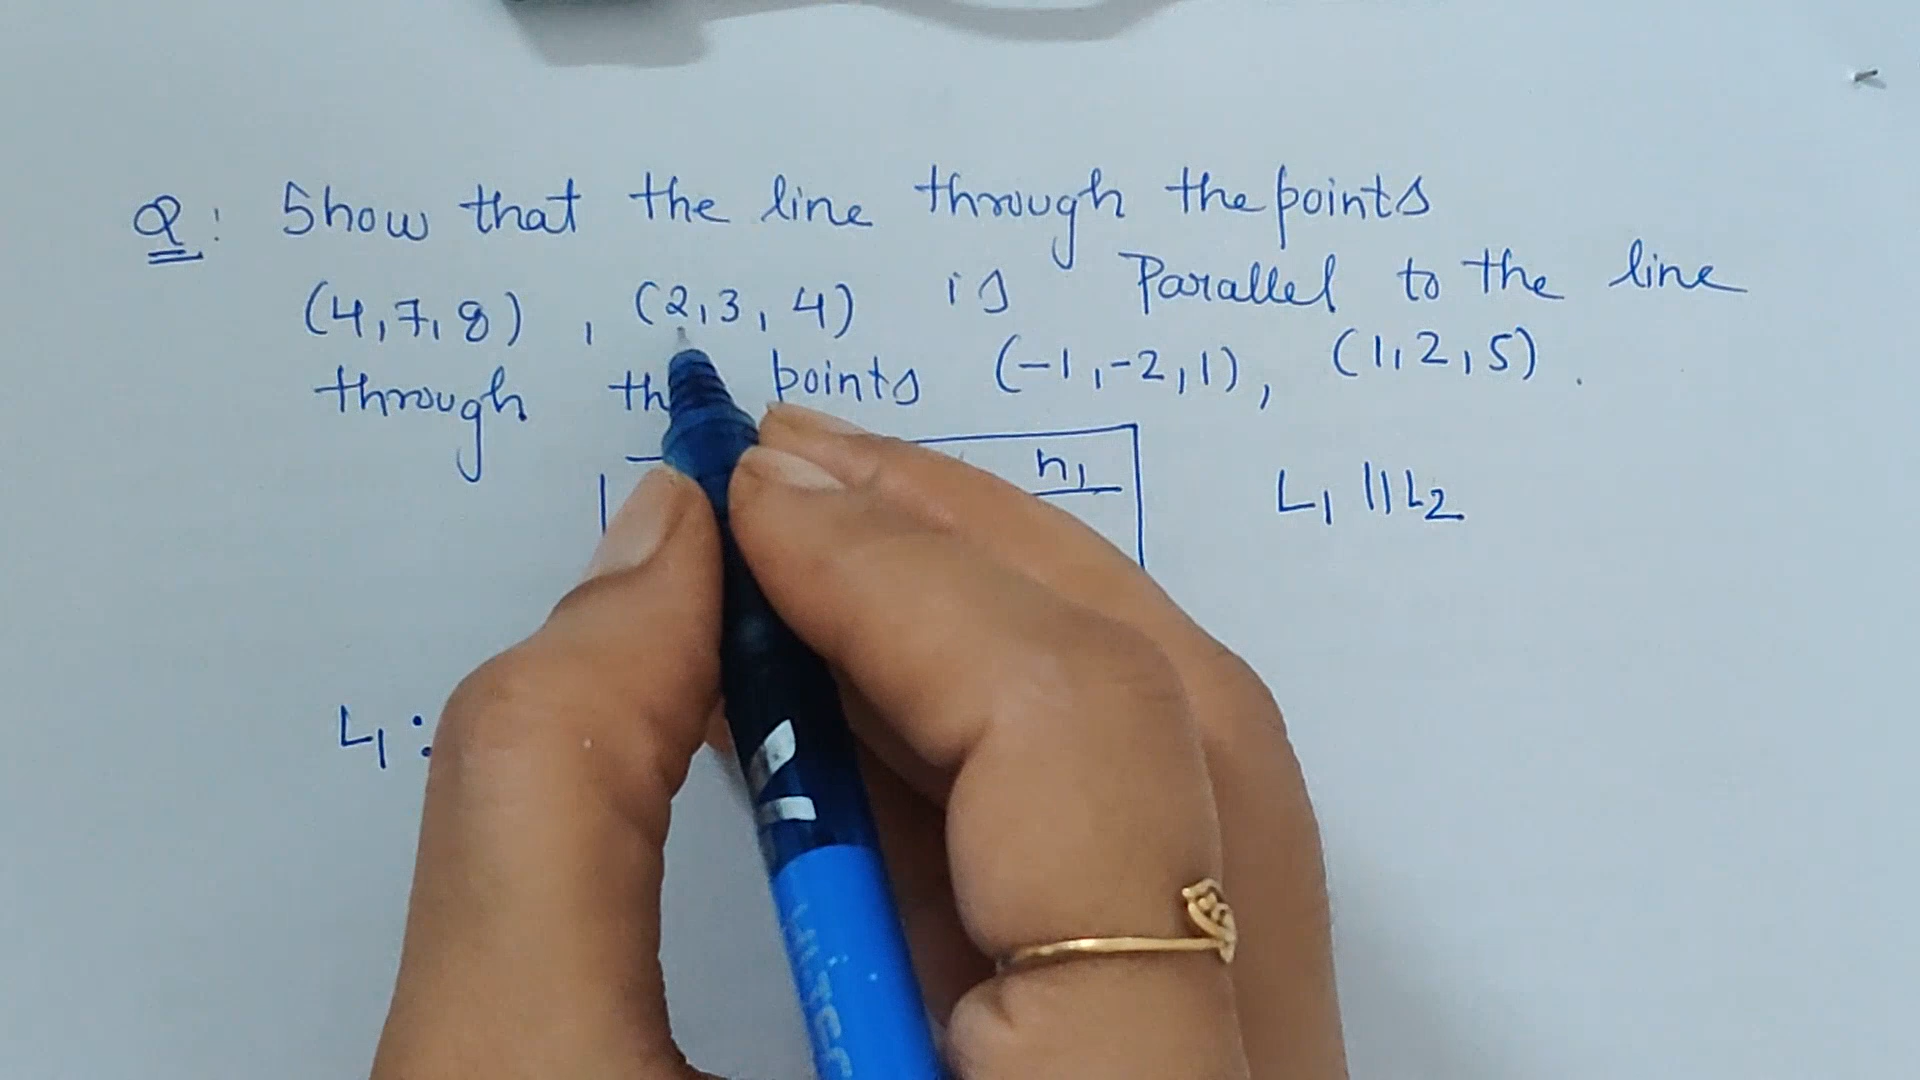 Q: Show that the line through the points
(4,7,8) , (2,3,4) is Parallel to the line
through points (-1,-2,1), (1,2,5) .
n1
L1 || L2
L1 :